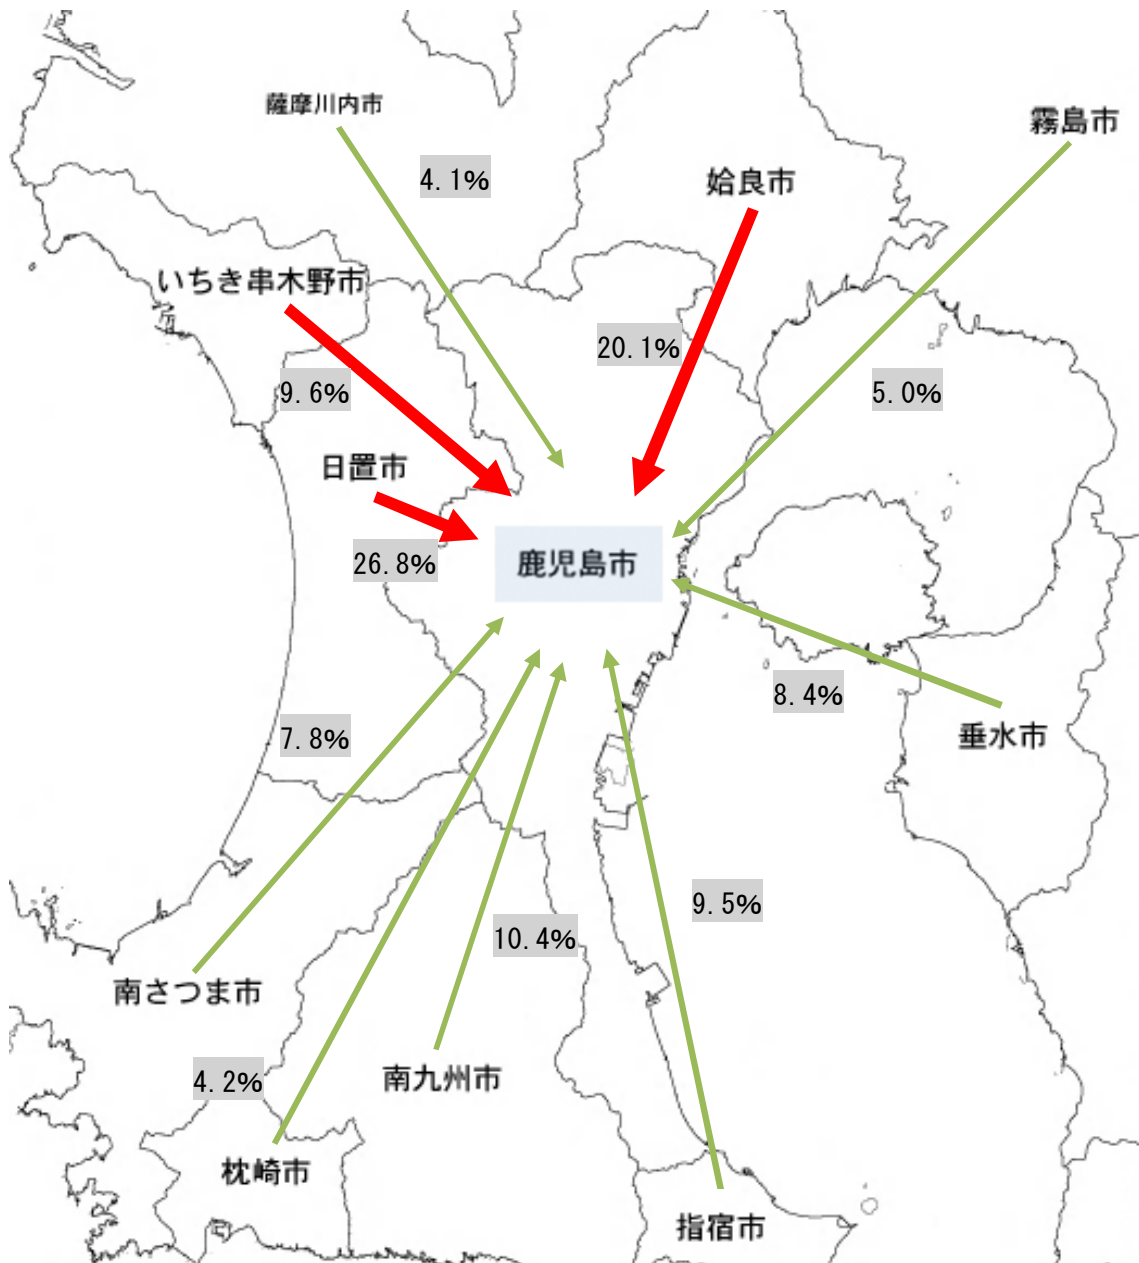 薩摩川内市
霧島市
4.1%
姶良市
いちき串木野市
20.1%
9.6%
5.0%
日置市
26.8%
鹿児島市
8.4%
7.8%
垂水市
9.5%
10.4%
南さつま市
4.2%
南九州市
枕崎市
指宿市